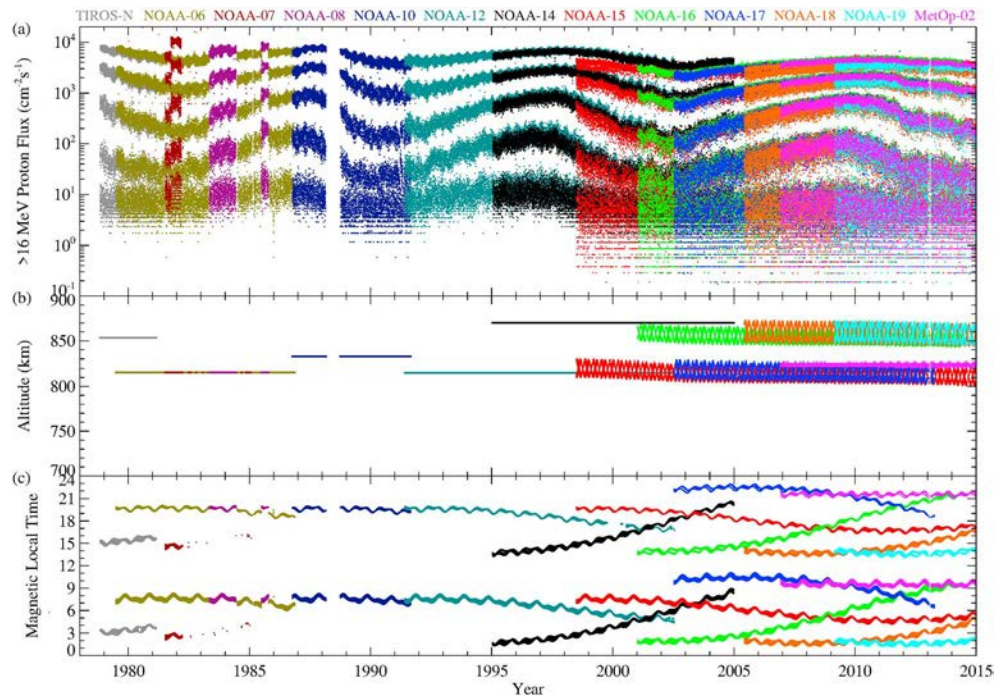 TIROS-N NOAA-06 NOAA-07 NOAA-08 NOAA-10 NOAA-12 NOAA-14 NOAA-15 NOAA-16 NOAA-17 NOAA-18 NOAA-19 MetOp-02
(a)
>16 MeV Proton Flux (cm⁻²s⁻¹)
10⁴
10³
10²
10¹
10⁰
10⁻¹
(b)
Altitude (km)
900
850
800
750
700
(c)
Magnetic Local Time
24
21
18
15
12
9
6
3
0
1980 1985 1990 1995 2000 2005 2010 2015
Year